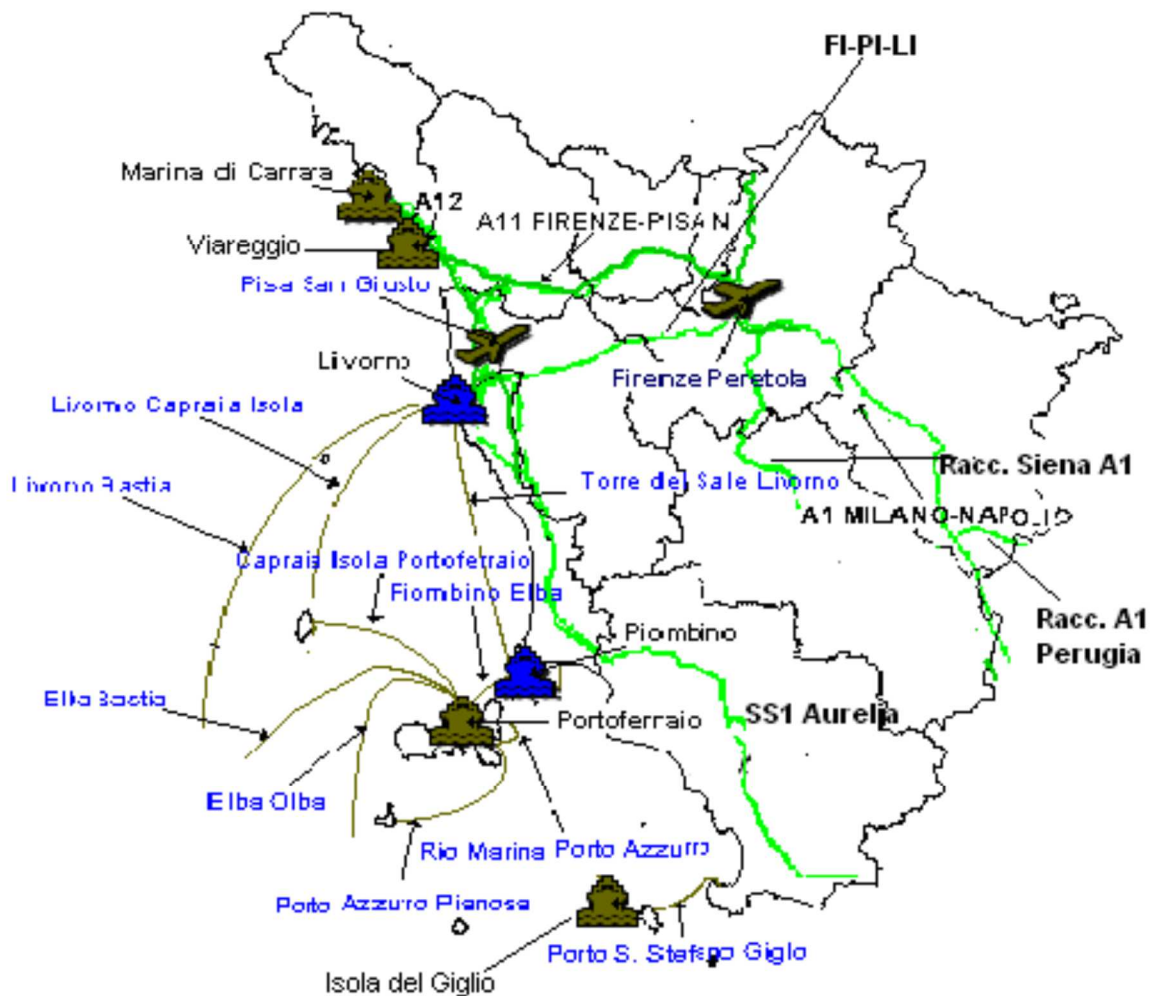 FI-PI-LI
Marina di Carrara
A12
A11 FIRENZE-PISA N
Viareggio
Pisa San Giusto
Livorno
Firenze Peretola
Livorno Capraia Isola
Racc. Siena A1
Livorno Bastia
Torre del Sale Livorno
A1 MILANO-NAPOLI
Capraia Isola Portoferraio
Piombino Elba
Racc. A1
Perugia
Piombino
Elba Bastia
Portoferraio
SS1 Aurelia
Elba Olba
Rio Marina Porto Azzurro
Porto Azzurro Pianosa
Porto S. Stefano Giglo
Isola del Giglio